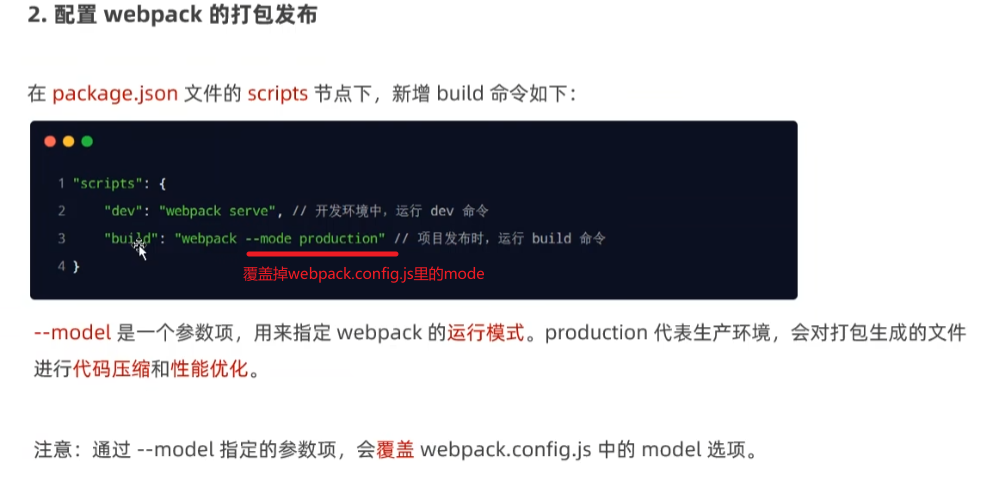 2. 配置 webpack 的打包发布
在 package.json 文件的 scripts 节点下，新增 build 命令如下：
1 "scripts": {
2 "dev": "webpack serve", // 开发环境中，运行 dev 命令
3 "build": "webpack --mode production" // 项目发布时，运行 build 命令
4 }
覆盖掉webpack.config.js里的mode
--model 是一个参数项，用来指定 webpack 的运行模式。production 代表生产环境，会对打包生成的文件
进行代码压缩和性能优化。
注意：通过 --model 指定的参数项，会覆盖 webpack.config.js 中的 model 选项。